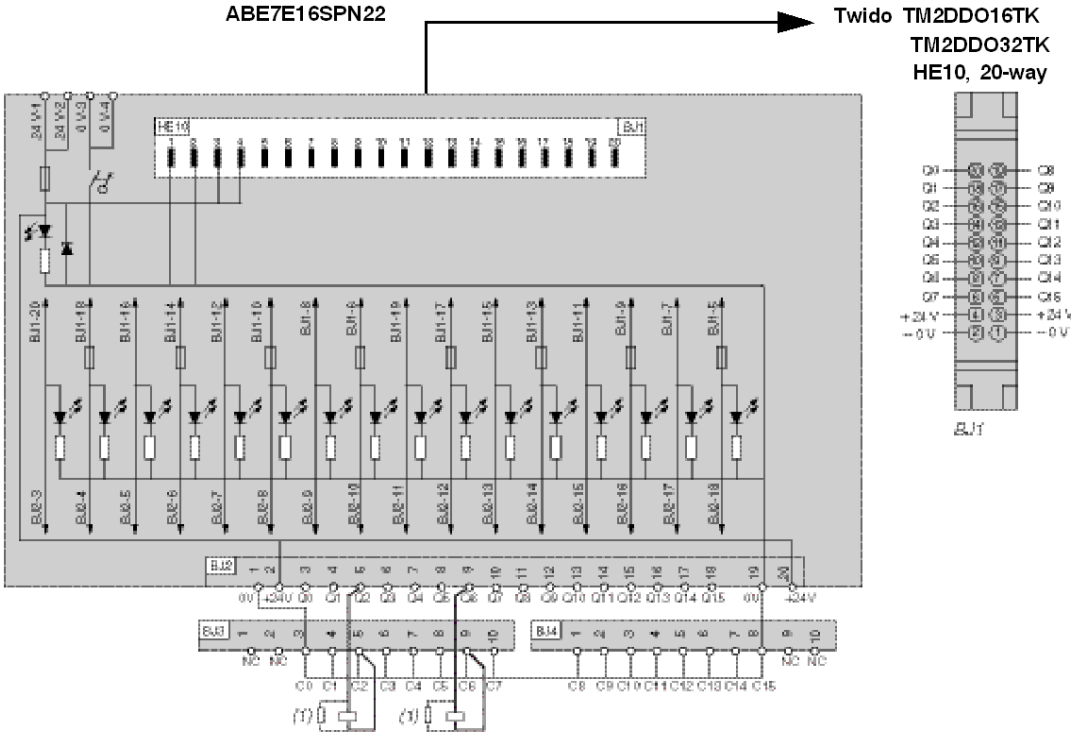 ABE7E16SPN22
Twido TM2DDO16TK
TM2DDO32TK
HE10, 20-way
24 V-1
24 V-2
0 V-3
0 V-4
HE10
BJ1
1 2 3 4 5 6 7 8 9 10 11 12 13 14 15 16 17 18 19 20
Q0 Q8
Q1 Q9
Q2 Q10
Q3 Q11
Q4 Q12
Q5 Q13
Q6 Q14
Q7 Q15
+24 V 4 3 +24 V
-- 0 V 2 1 -- 0 V
BJ1
BJ1-20 BJ1-18 BJ1-16 BJ1-14 BJ1-12 BJ1-10 BJ1-8 BJ1-6 BJ1-19 BJ1-17 BJ1-15 BJ1-13 BJ1-11 BJ1-9 BJ1-7 BJ1-5
BJ2-3 BJ2-4 BJ2-5 BJ2-6 BJ2-7 BJ2-8 BJ2-9 BJ2-10 BJ2-11 BJ2-12 BJ2-13 BJ2-14 BJ2-15 BJ2-16 BJ2-17 BJ2-18
BJ2 1 2 3 4 5 6 7 8 9 10 11 12 13 14 15 16 17 18 19 20
0V +24V Q0 Q1 Q2 Q3 Q4 Q5 Q6 Q7 Q8 Q9 Q10 Q11 Q12 Q13 Q14 Q15 0V +24V
BJ3 1 2 3 4 5 6 7 8 9 10
BJ4 1 2 3 4 5 6 7 8 9 10
NC NC C0 C1 C2 C3 C4 C5 C6 C7
C8 C9 C10 C11 C12 C13 C14 C15 NC NC
(1) (1)